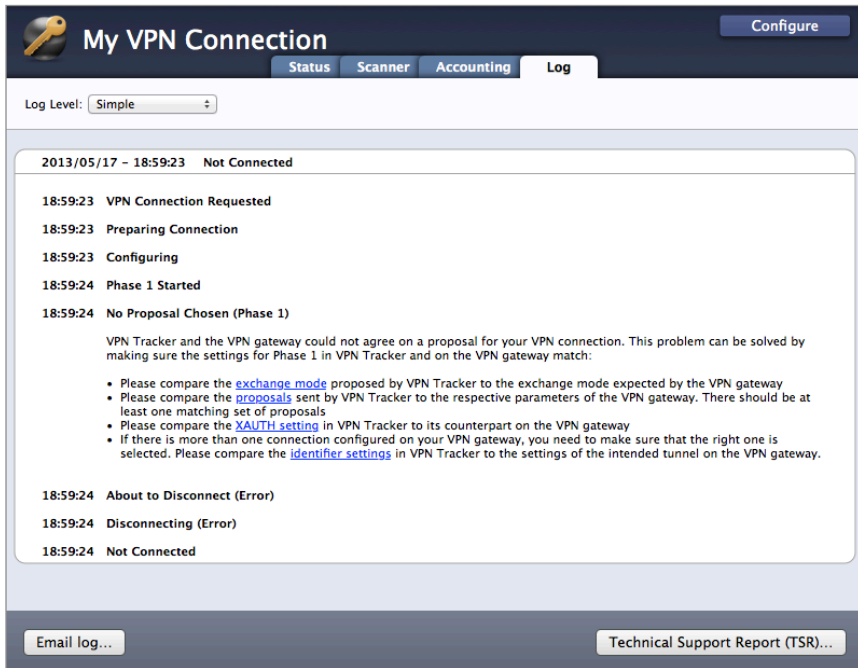 My VPN Connection
Configure
Status Scanner Accounting Log
Log Level: Simple
2013/05/17 – 18:59:23 Not Connected
18:59:23 VPN Connection Requested
18:59:23 Preparing Connection
18:59:23 Configuring
18:59:24 Phase 1 Started
18:59:24 No Proposal Chosen (Phase 1)
VPN Tracker and the VPN gateway could not agree on a proposal for your VPN connection. This problem can be solved by
making sure the settings for Phase 1 in VPN Tracker and on the VPN gateway match:
• Please compare the exchange mode proposed by VPN Tracker to the exchange mode expected by the VPN gateway
• Please compare the proposals sent by VPN Tracker to the respective parameters of the VPN gateway. There should be at
least one matching set of proposals
• Please compare the XAUTH setting in VPN Tracker to its counterpart on the VPN gateway
• If there is more than one connection configured on your VPN gateway, you need to make sure that the right one is
selected. Please compare the identifier settings in VPN Tracker to the settings of the intended tunnel on the VPN gateway.
18:59:24 About to Disconnect (Error)
18:59:24 Disconnecting (Error)
18:59:24 Not Connected
Email log...
Technical Support Report (TSR)...